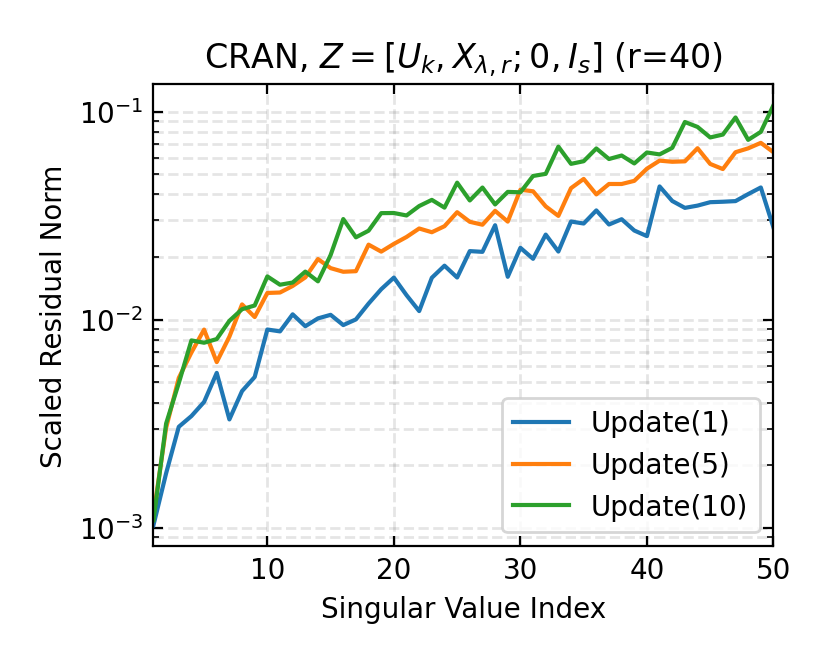 CRAN, $Z = [U_k, X_{\lambda,r}; 0, I_s]$ (r=40)
Scaled Residual Norm
$10^{-1}$
$10^{-2}$
$10^{-3}$
Update(1)
Update(5)
Update(10)
10 20 30 40 50
Singular Value Index